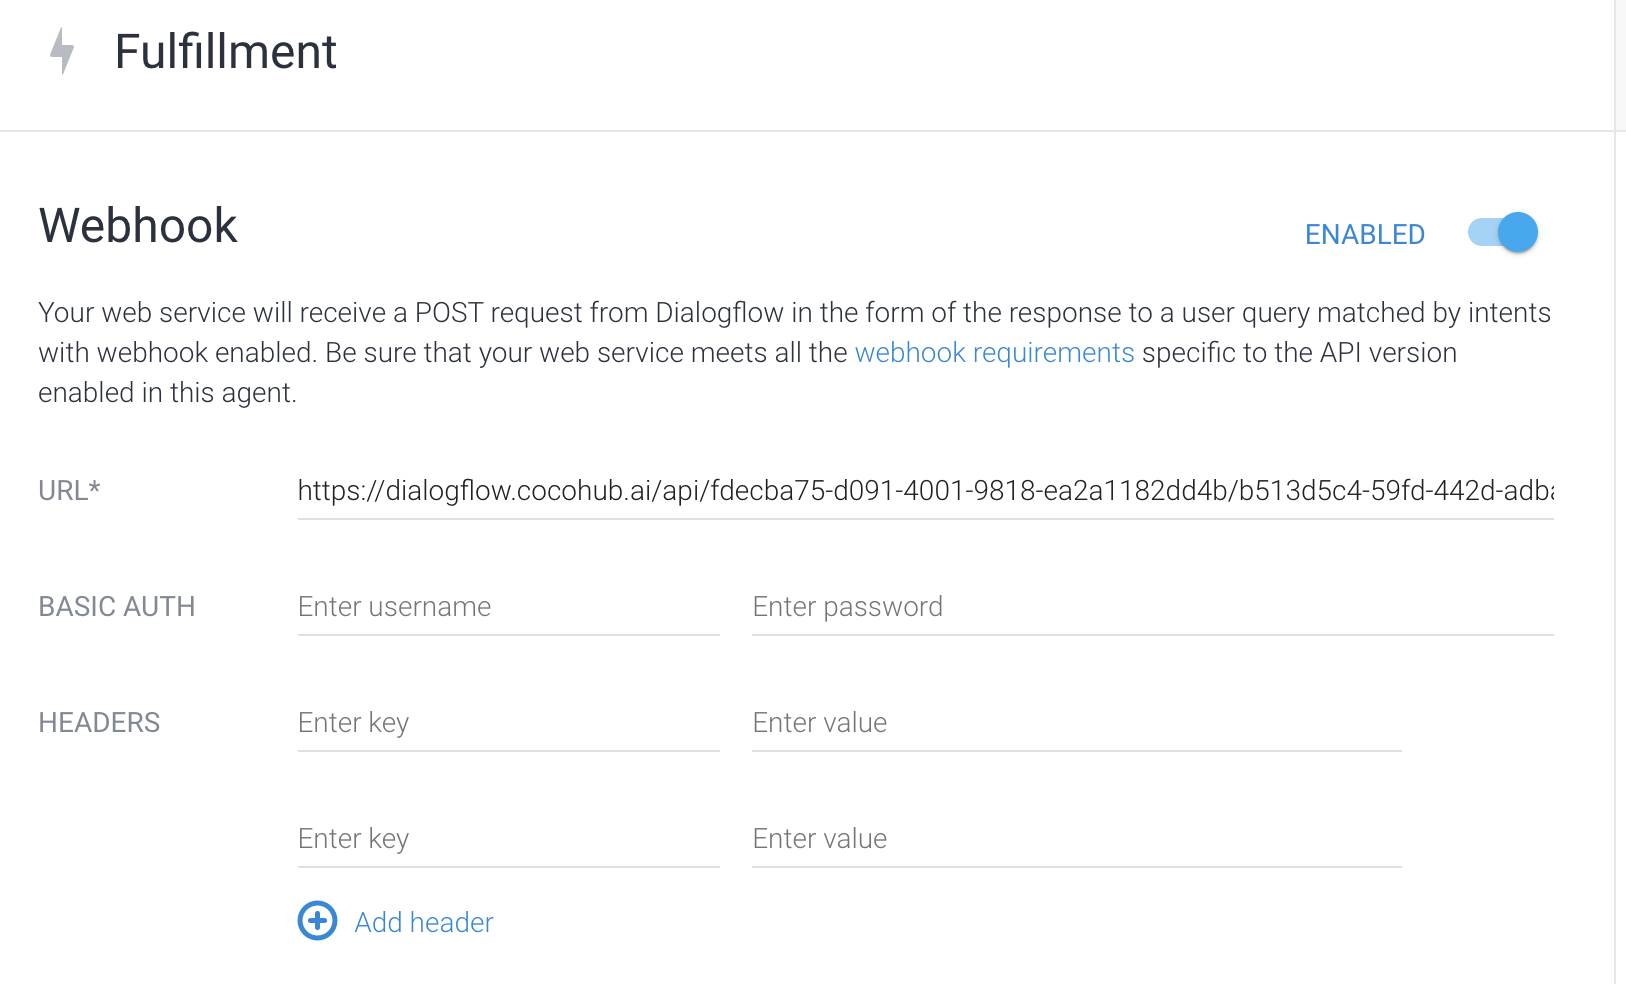 Fulfillment
Webhook
ENABLED
Your web service will receive a POST request from Dialogflow in the form of the response to a user query matched by intents
with webhook enabled. Be sure that your web service meets all the webhook requirements specific to the API version
enabled in this agent.
URL* https://dialogflow.cocohub.ai/api/fdecba75-d091-4001-9818-ea2a1182dd4b/b513d5c4-59fd-442d-adba
BASIC AUTH Enter username Enter password
HEADERS Enter key Enter value
Enter key Enter value
Add header